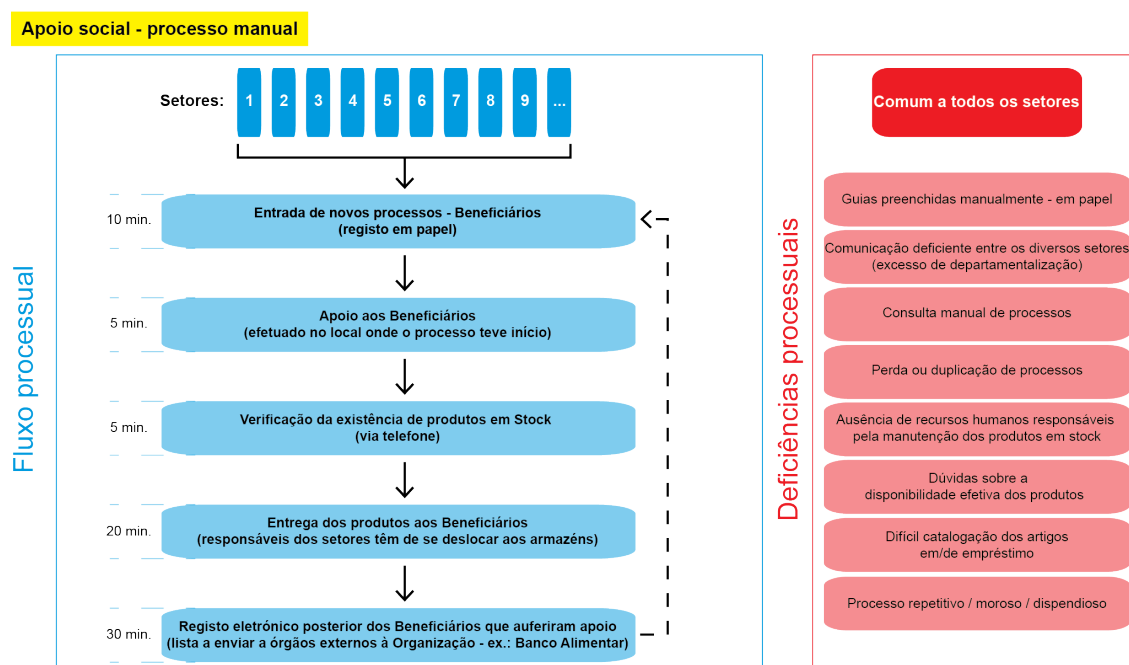 Apoio social - processo manual
Setores:
1 2 3 4 5 6 7 8 9 ...
Fluxo processual
10 min.
Entrada de novos processos - Beneficiários
(registo em papel)
5 min.
Apoio aos Beneficiários
(efetuado no local onde o processo teve início)
5 min.
Verificação da existência de produtos em Stock
(via telefone)
20 min.
Entrega dos produtos aos Beneficiários
(responsáveis dos setores têm de se deslocar aos armazéns)
30 min.
Registo eletrónico posterior dos Beneficiários que auferiram apoio
(lista a enviar a órgãos externos à Organização - ex.: Banco Alimentar)
Deficiências processuais
Comum a todos os setores
Guias preenchidas manualmente - em papel
Comunicação deficiente entre os diversos setores
(excesso de departamentalização)
Consulta manual de processos
Perda ou duplicação de processos
Ausência de recursos humanos responsáveis
pela manutenção dos produtos em stock
Dúvidas sobre a
disponibilidade efetiva dos produtos
Difícil catalogação dos artigos
em/de empréstimo
Processo repetitivo / moroso / dispendioso